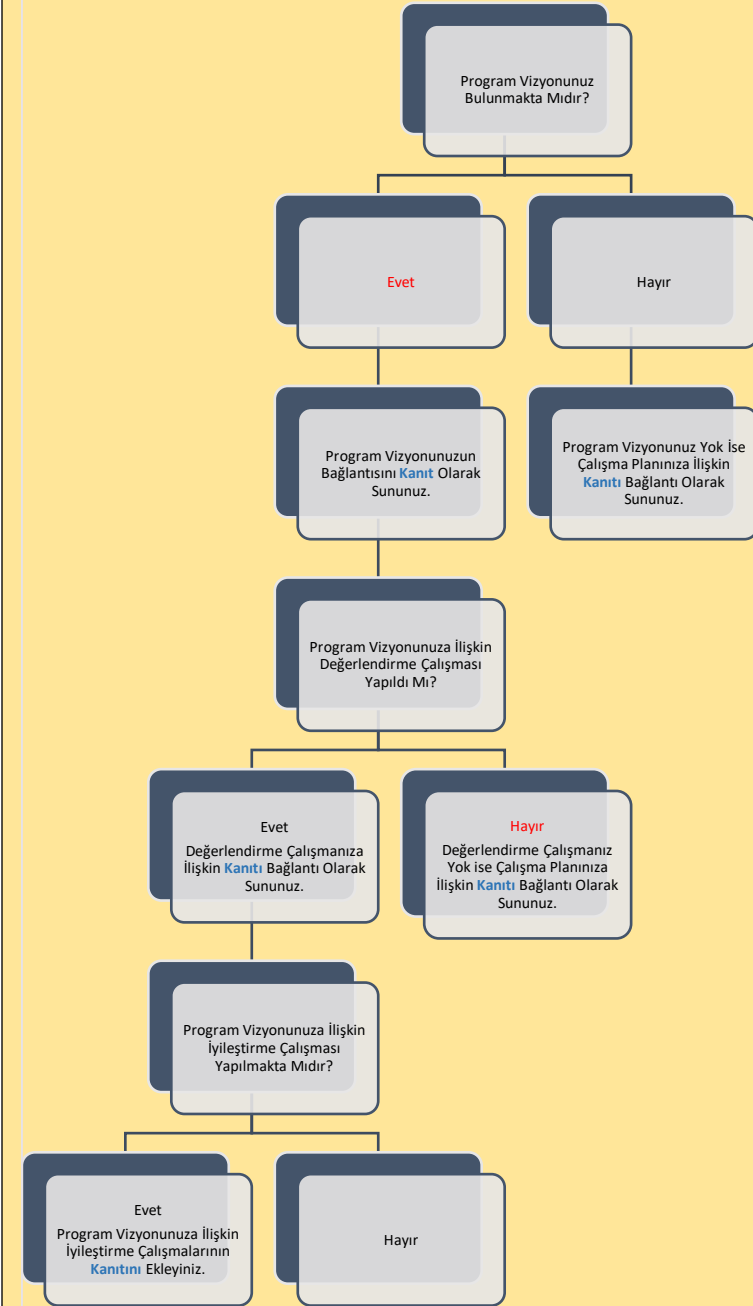 Program Vizyonunuz
Bulunmakta Mıdır?
Evet
Hayır
Program Vizyonunuzun
Bağlantısını Kanıt Olarak
Sununuz.
Program Vizyonunuz Yok İse
Çalışma Planınıza İlişkin
Kanıtı Bağlantı Olarak
Sununuz.
Program Vizyonunuza İlişkin
Değerlendirme Çalışması
Yapıldı Mı?
Evet
Değerlendirme Çalışmanıza
İlişkin Kanıtı Bağlantı Olarak
Sununuz.
Hayır
Değerlendirme Çalışmanız
Yok ise Çalışma Planınıza
İlişkin Kanıtı Bağlantı Olarak
Sununuz.
Program Vizyonunuza İlişkin
İyileştirme Çalışması
Yapılmakta Mıdır?
Evet
Program Vizyonunuza İlişkin
İyileştirme Çalışmalarının
Kanıtını Ekleyiniz.
Hayır